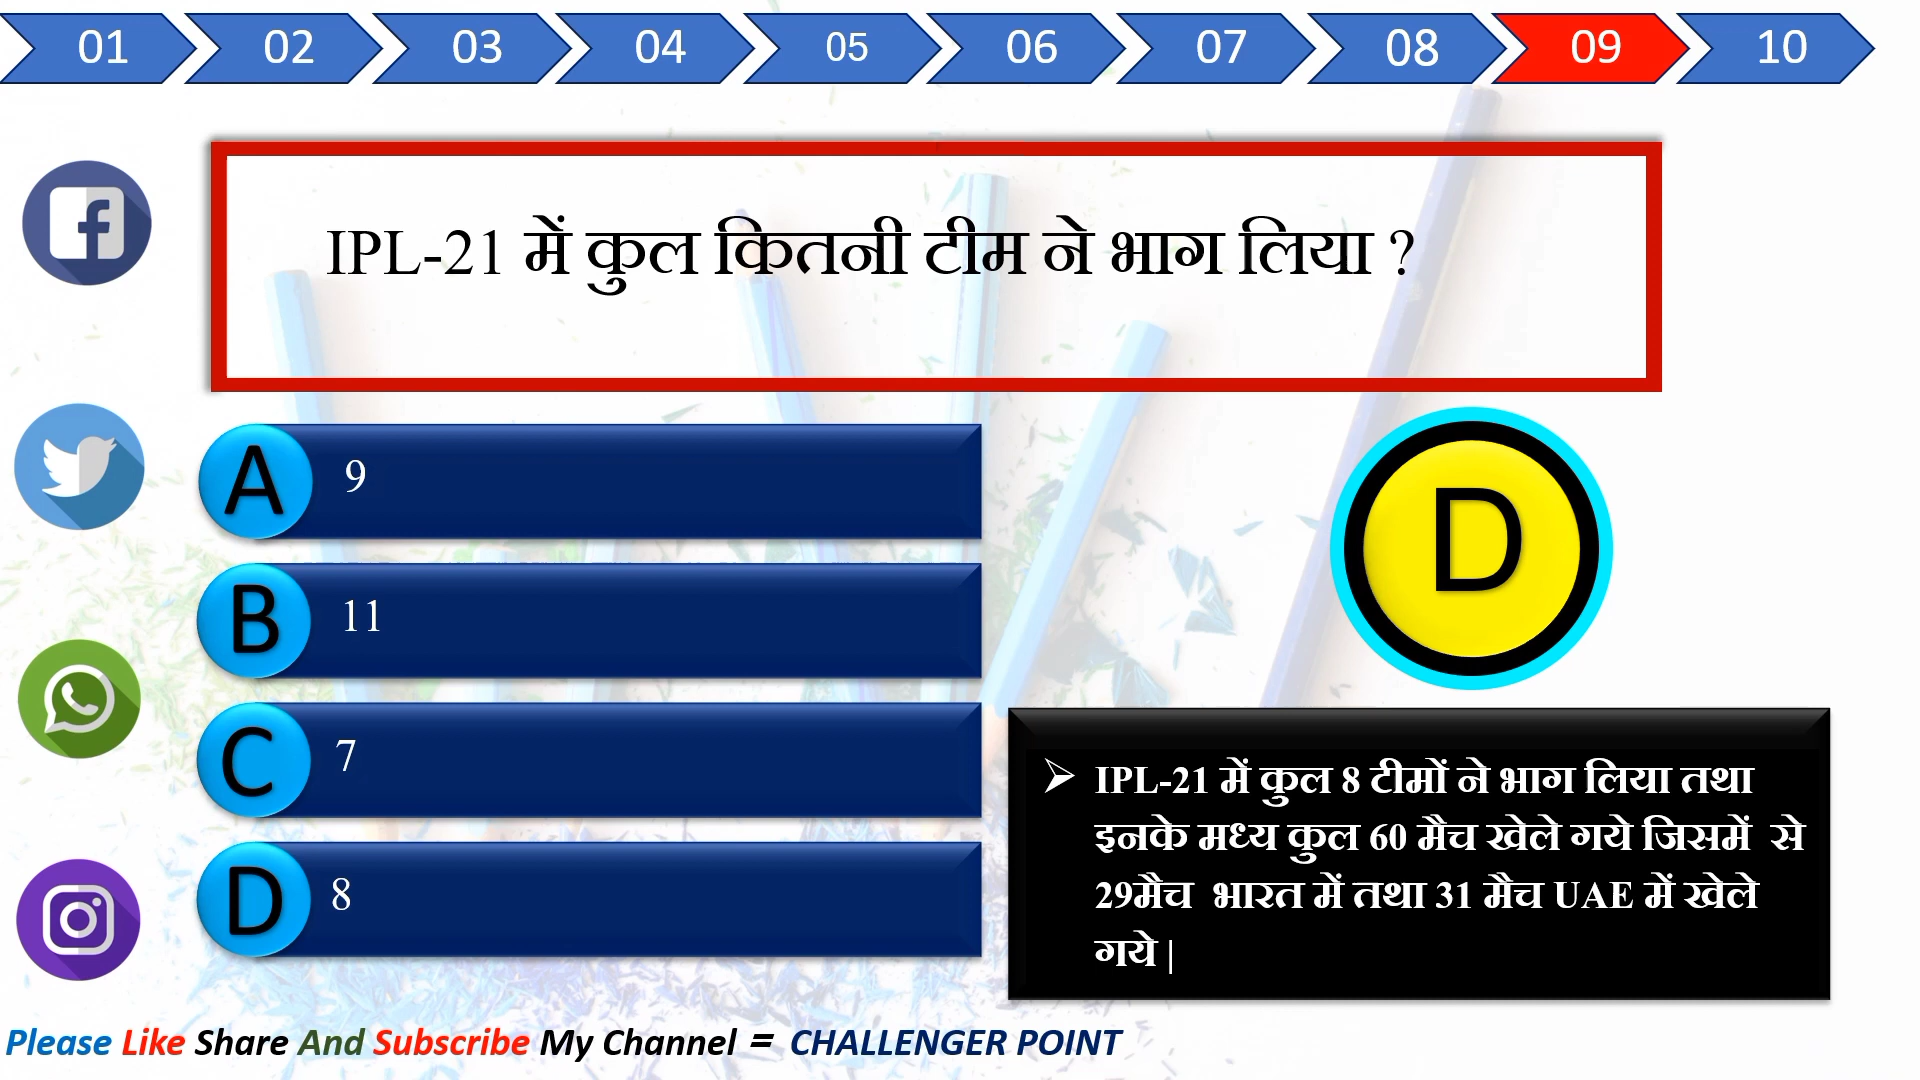 01 02 03 04 05 06 07 08 09 10
IPL-21 में कुल कितनी टीम ने भाग लिया ?
A 9
B 11
C 7
D 8
D
➢ IPL-21 में कुल 8 टीमों ने भाग लिया तथा
इनके मध्य कुल 60 मैच खेले गये जिसमें से
29मैच भारत में तथा 31 मैच UAE में खेले
गये |
Please Like Share And Subscribe My Channel = CHALLENGER POINT